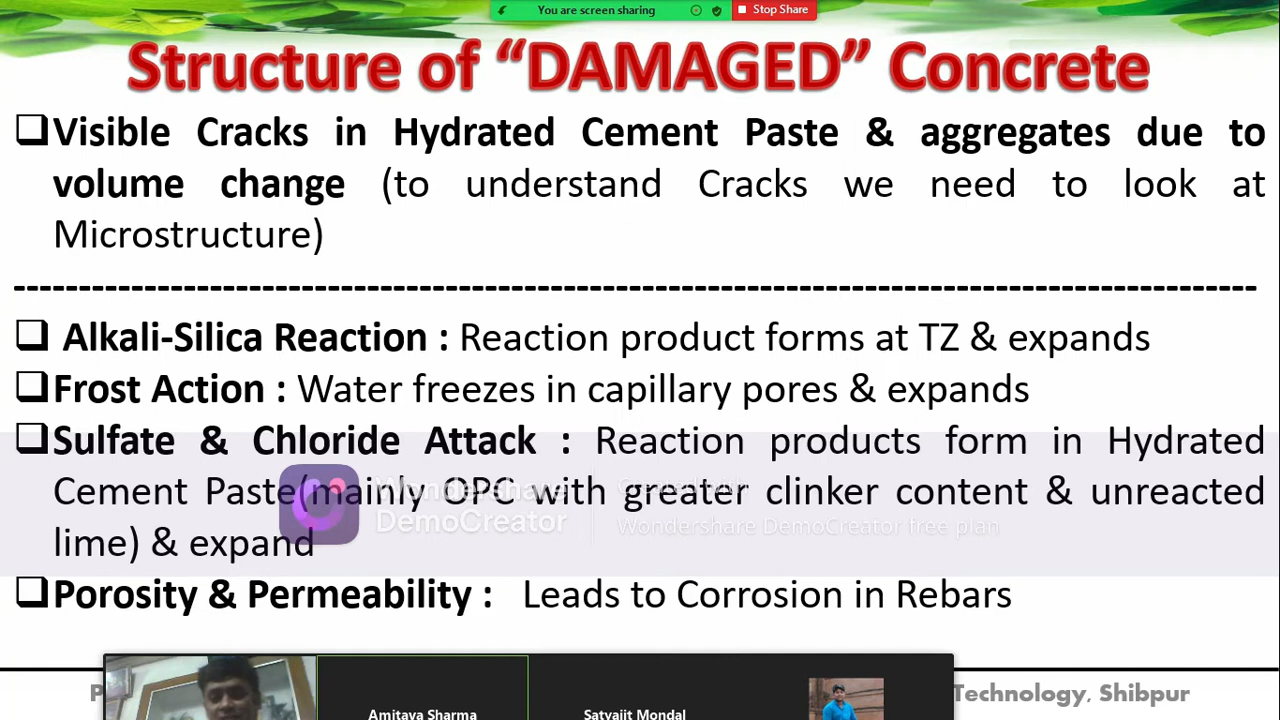 You are screen sharing
Stop Share
Structure of “DAMAGED” Concrete
❑Visible Cracks in Hydrated Cement Paste & aggregates due to
volume change (to understand Cracks we need to look at
Microstructure)
------------------------------------------------------------------------------------------------
❑ Alkali-Silica Reaction : Reaction product forms at TZ & expands
❑Frost Action : Water freezes in capillary pores & expands
❑Sulfate & Chloride Attack : Reaction products form in Hydrated
Cement Paste(mainly OPC with greater clinker content & unreacted
lime) & expand
Wondershare
DemoCreator
Created with
Wondershare DemoCreator free plan
❑Porosity & Permeability : Leads to Corrosion in Rebars
Technology, Shibpur
Amitava Sharma
Satyajit Mondal